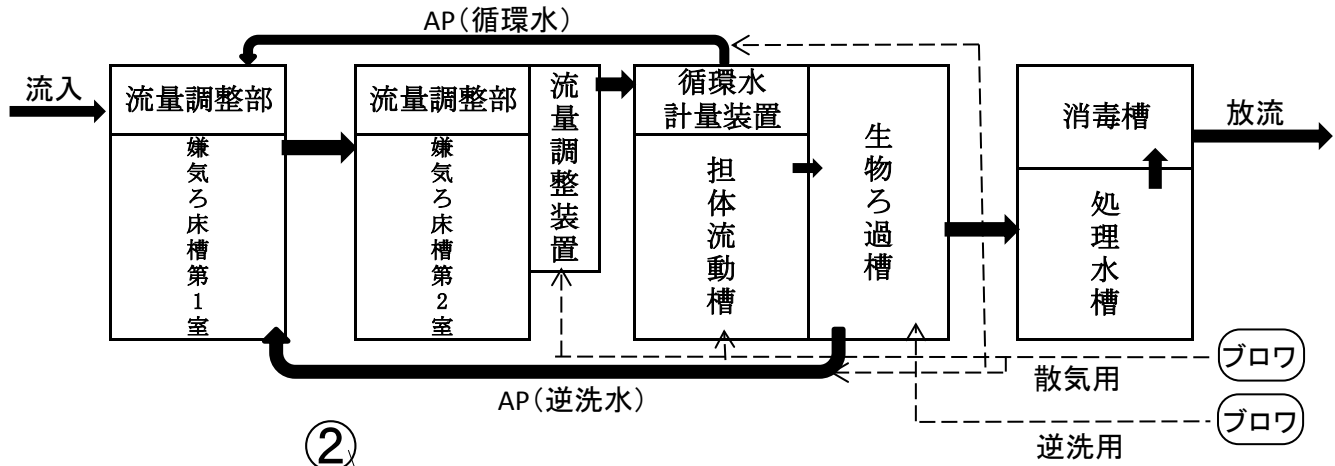 AP(循環水)
流入
流量調整部
嫌気ろ床槽第1室
流量調整部
嫌気ろ床槽第2室
流量調整装置
循環水
計量装置
担体流動槽
生物ろ過槽
消毒槽
処理水槽
放流
ブロワ
散気用
AP(逆洗水)
ブロワ
逆洗用
②